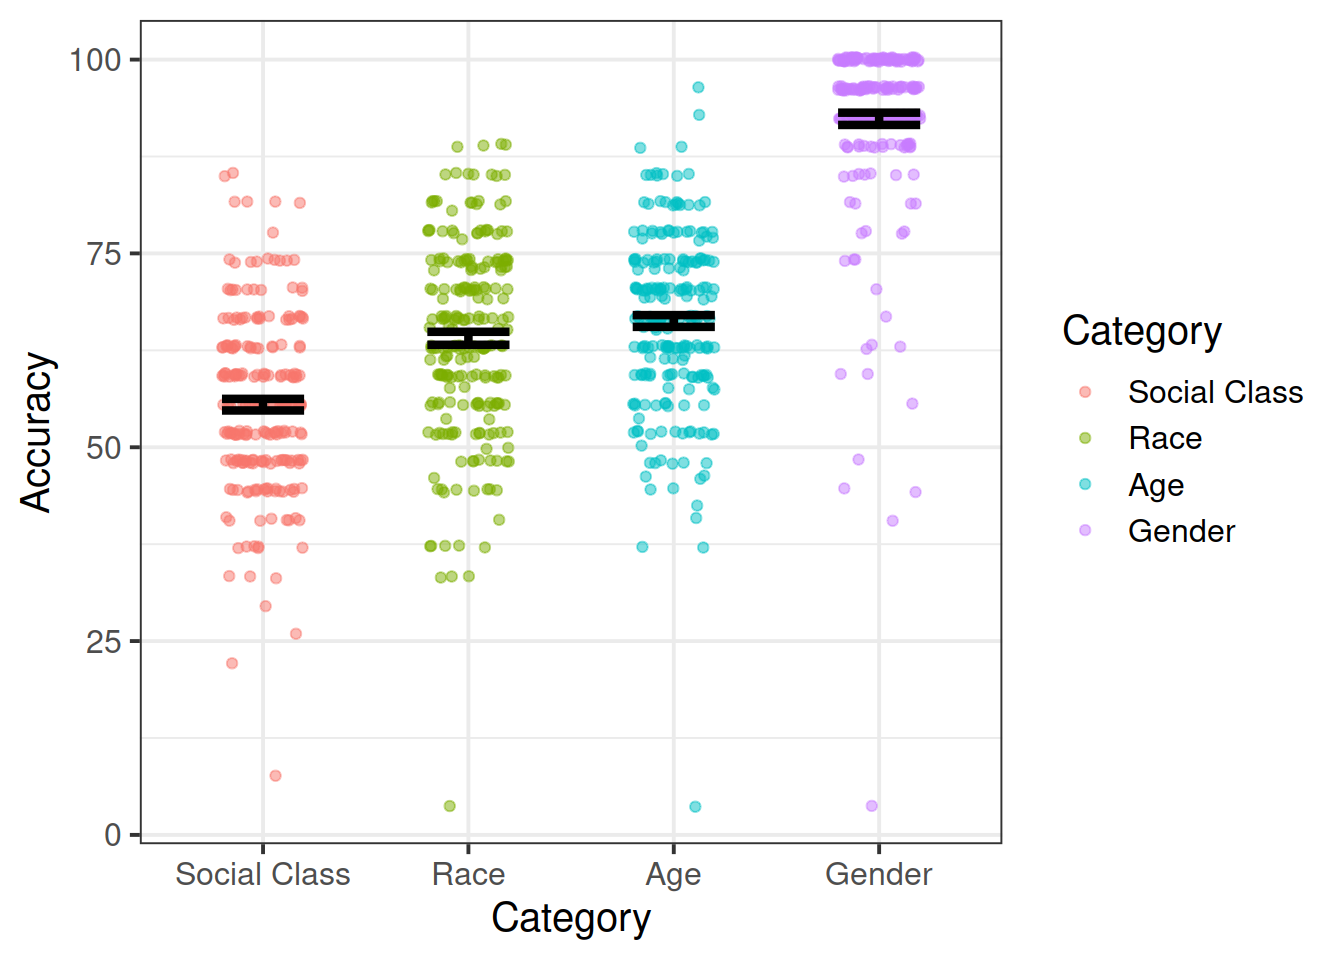 100
75
50
25
0
Accuracy
Social Class
Race
Age
Gender
Category
Category
Social Class
Race
Age
Gender